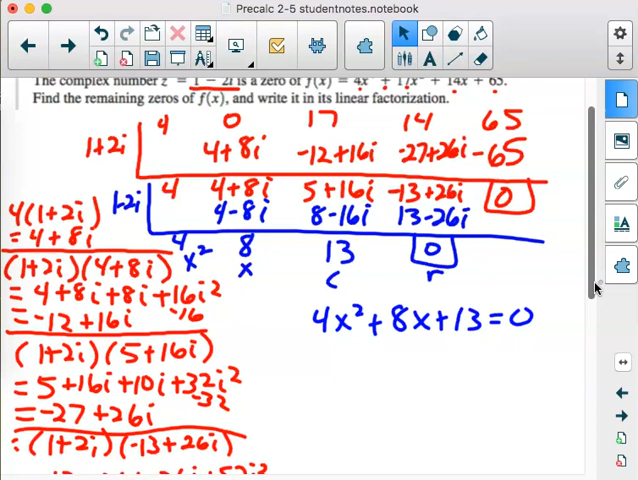 Precalc 2-5 studentnotes.notebook
The complex number z = 1 − 2i is a zero of f(x) = 4x⁴ + 17x² + 14x + 65.
Find the remaining zeros of f(x), and write it in its linear factorization.
4 0 17 14 65
1+2i 4+8i -12+16i -27+26i -65
4 4+8i 5+16i -13+26i 0
1-2i 4-8i 8-16i 13-26i
4 8 13 0
x² x c r
4x²+8x+13=0
4(1+2i)
=4+8i
(1+2i)(4+8i)
=4+8i+8i+16i²
=-12+16i -16
(1+2i)(5+16i)
=5+16i+10i+32i²
-32
=-27+26i
=(1+2i)(-13+26i)